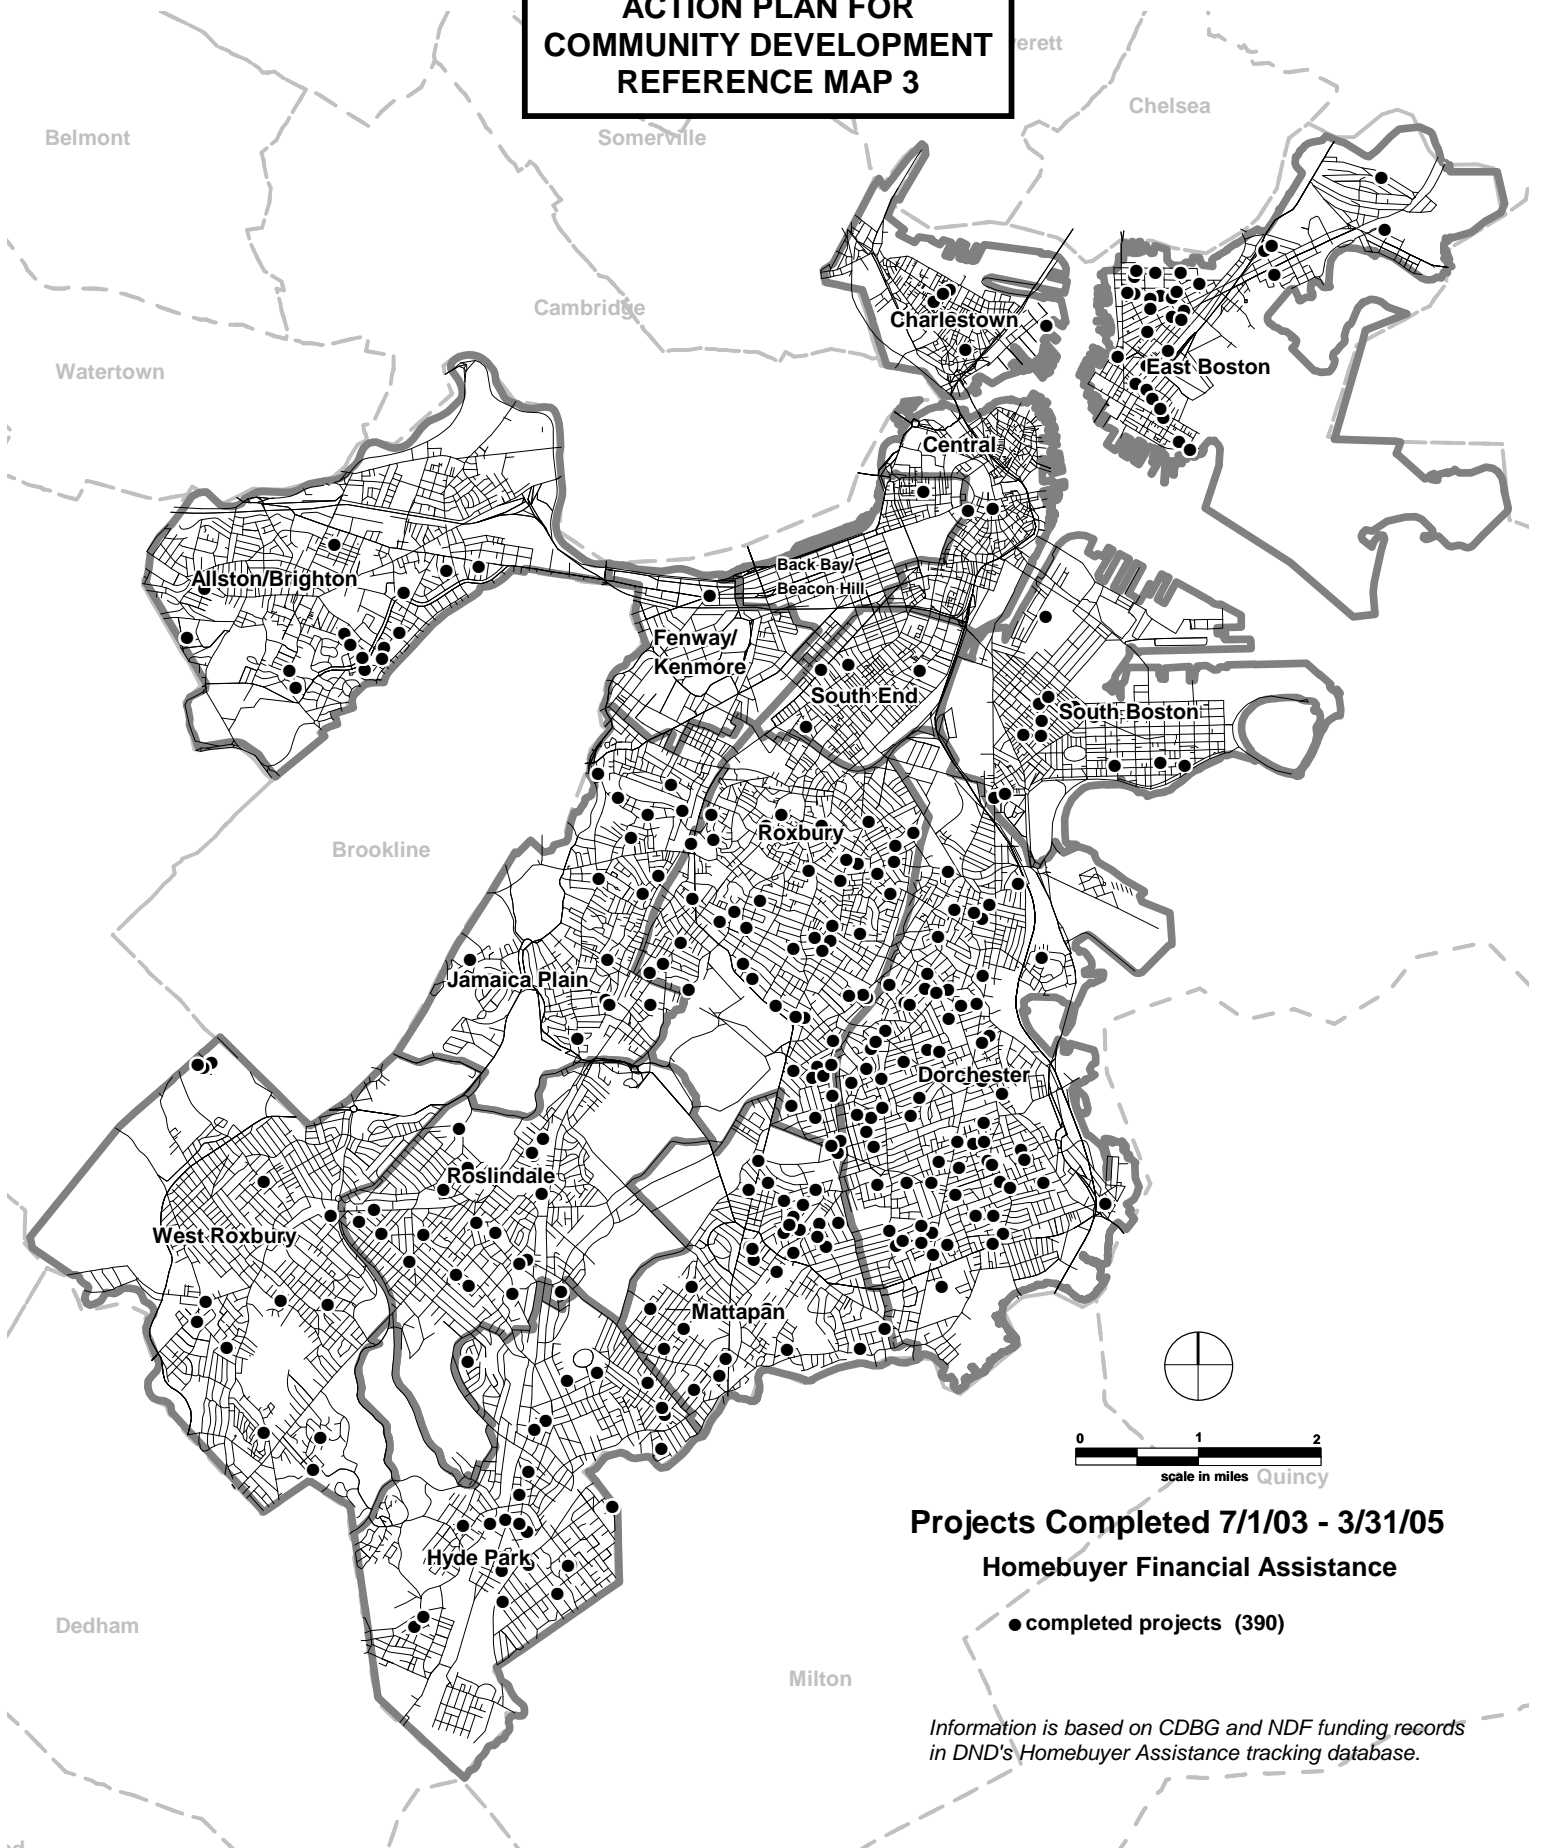 ACTION PLAN FOR
COMMUNITY DEVELOPMENT
REFERENCE MAP 3
Chelsea
Belmont
Somerville
Cambridge
Charlestown
Watertown
East Boston
Central
Back Bay/
Beacon Hill
Allston/Brighton
Fenway/
Kenmore
South End
South Boston
Roxbury
Brookline
Jamaica Plain
Dorchester
Roslindale
West Roxbury
Mattapan
0 1 2
scale in miles
Quincy
Projects Completed 7/1/03 - 3/31/05
Homebuyer Financial Assistance
Hyde Park
completed projects (390)
Dedham
Milton
Information is based on CDBG and NDF funding records
in DND's Homebuyer Assistance tracking database.